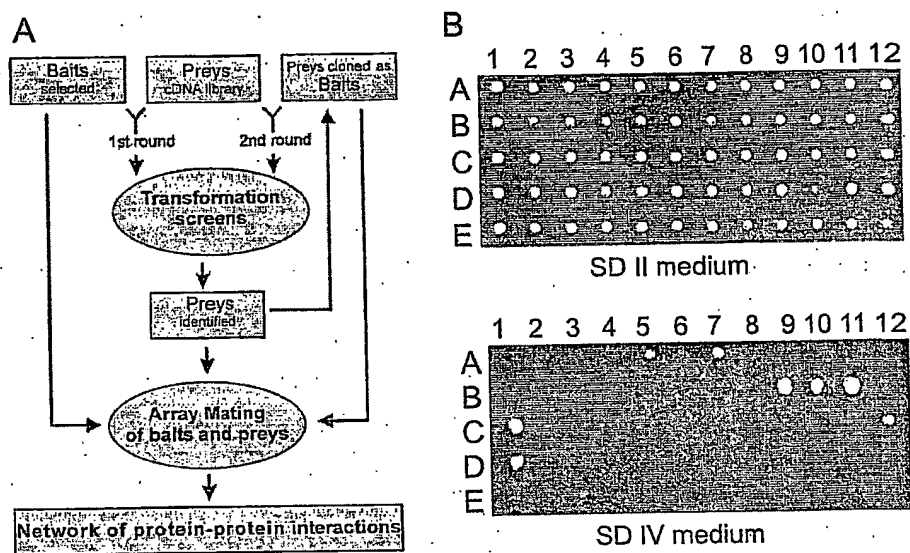 A
Baits
selected
Preys
cDNA library
Preys cloned as
Baits
1st round
2nd round
Transformation
screens
Preys
identified
Array Mating
of baits and preys
Network of protein-protein interactions
B
1 2 3 4 5 6 7 8 9 10 11 12
A
B
C
D
E
SD II medium
1 2 3 4 5 6 7 8 9 10 11 12
A
B
C
D
E
SD IV medium